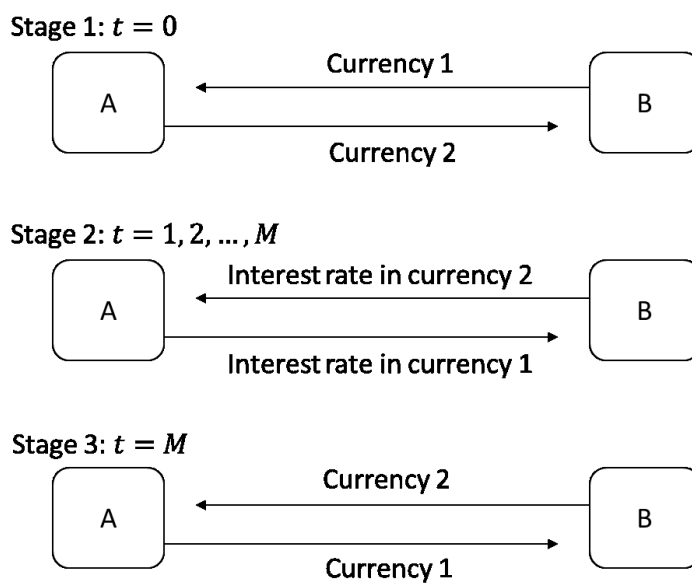 Stage 1: t = 0
Currency 1
A
B
Currency 2
Stage 2: t = 1, 2, ... , M
Interest rate in currency 2
A
B
Interest rate in currency 1
Stage 3: t = M
Currency 2
A
B
Currency 1